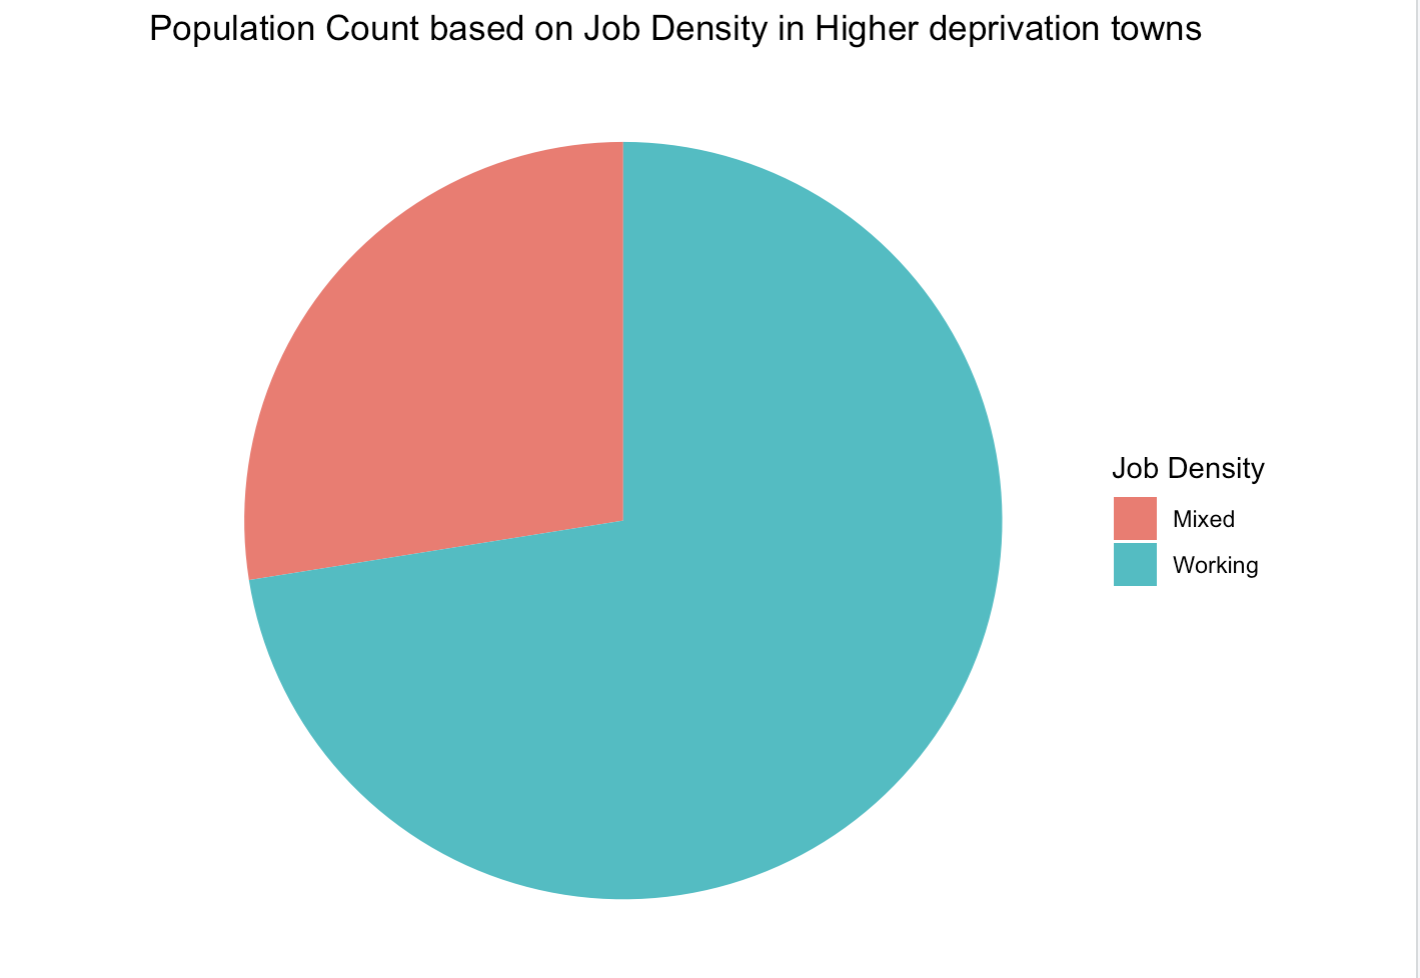 Population Count based on Job Density in Higher deprivation towns
Job Density
Mixed
Working